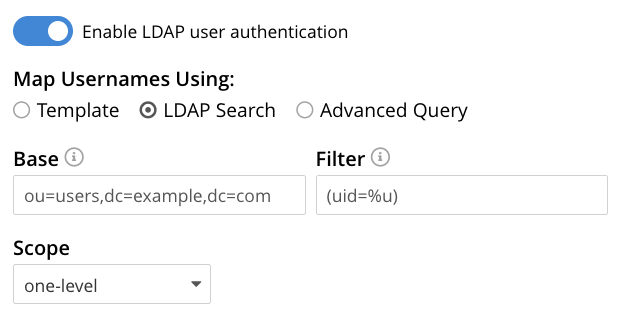 Enable LDAP user authentication
Map Usernames Using:
Template LDAP Search Advanced Query
Base Filter
ou=users,dc=example,dc=com (uid=%u)
Scope
one-level